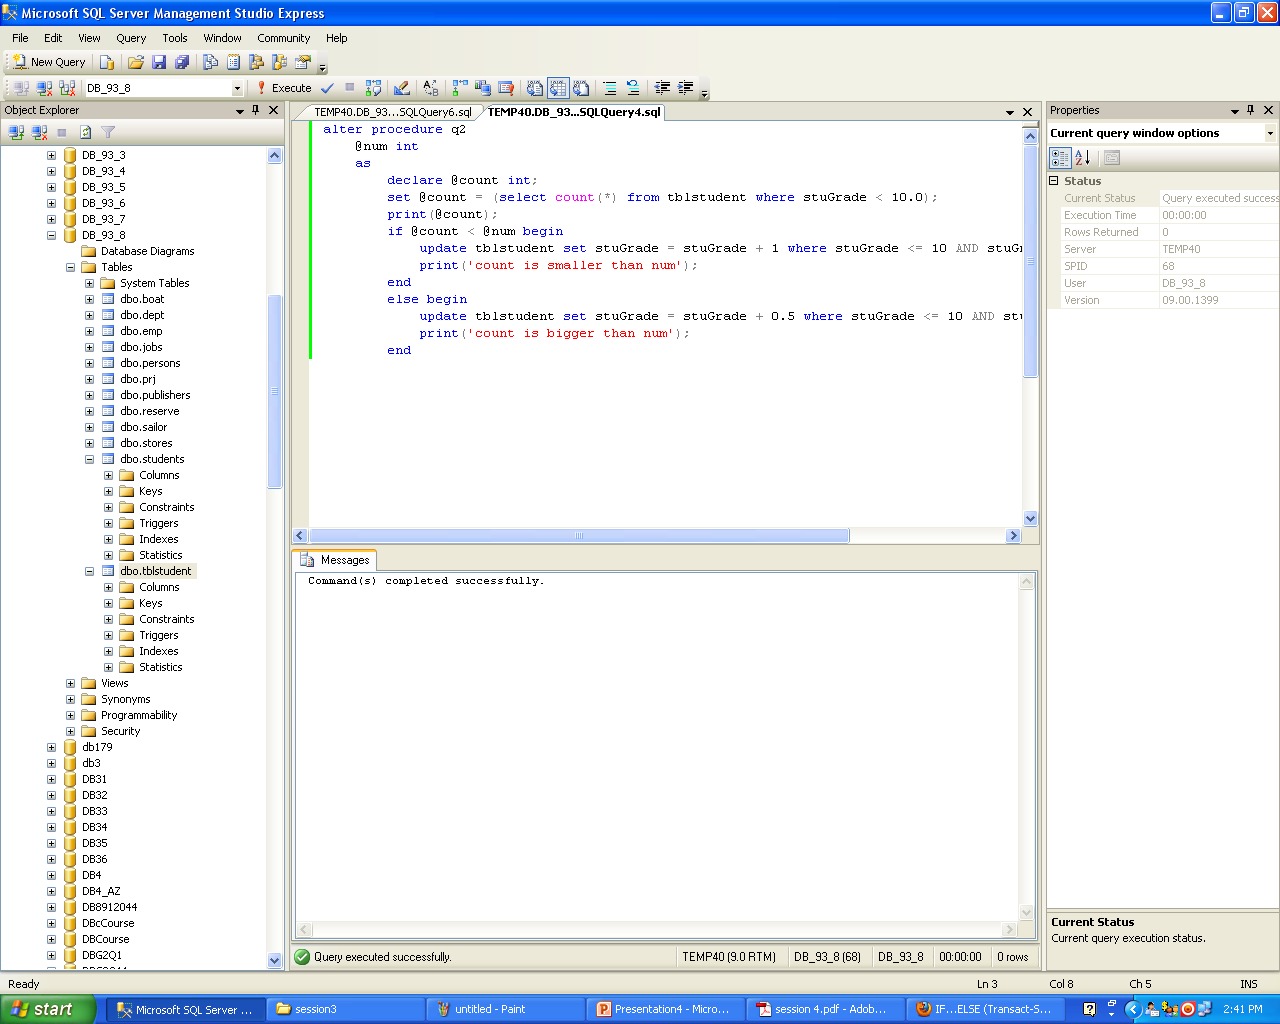 Microsoft SQL Server Management Studio Express
File Edit View Query Tools Window Community Help
New Query
DB_93_8 Execute
Object Explorer
DB_93_3
DB_93_4
DB_93_5
DB_93_6
DB_93_7
DB_93_8
Database Diagrams
Tables
System Tables
dbo.boat
dbo.dept
dbo.emp
dbo.jobs
dbo.persons
dbo.prj
dbo.publishers
dbo.reserve
dbo.sailor
dbo.stores
dbo.students
Columns
Keys
Constraints
Triggers
Indexes
Statistics
dbo.tblstudent
Columns
Keys
Constraints
Triggers
Indexes
Statistics
Views
Synonyms
Programmability
Security
db179
db3
DB31
DB32
DB33
DB34
DB35
DB36
DB4
DB4_AZ
DB8912044
DBcCourse
DBCourse
DBG2Q1
TEMP40.DB_93...SQLQuery6.sql TEMP40.DB_93...SQLQuery4.sql
alter procedure q2
@num int
as
declare @count int;
set @count = (select count(*) from tblstudent where stuGrade < 10.0);
print(@count);
if @count < @num begin
update tblstudent set stuGrade = stuGrade + 1 where stuGrade <= 10 AND stuG
print('count is smaller than num');
end
else begin
update tblstudent set stuGrade = stuGrade + 0.5 where stuGrade <= 10 AND stu
print('count is bigger than num');
end
Messages
Command(s) completed successfully.
Query executed successfully. TEMP40 (9.0 RTM) DB_93_8 (68) DB_93_8 00:00:00 0 rows
Properties
Current query window options
Status
Current Status Query executed success
Execution Time 00:00:00
Rows Returned 0
Server TEMP40
SPID 68
User DB_93_8
Version 09.00.1399
Current Status
Current query execution status.
Ready Ln 3 Col 8 Ch 5 INS
start Microsoft SQL Server ... session3 untitled - Paint Presentation4 - Micro... session 4.pdf - Adob... IF...ELSE (Transact-S... 2:41 PM